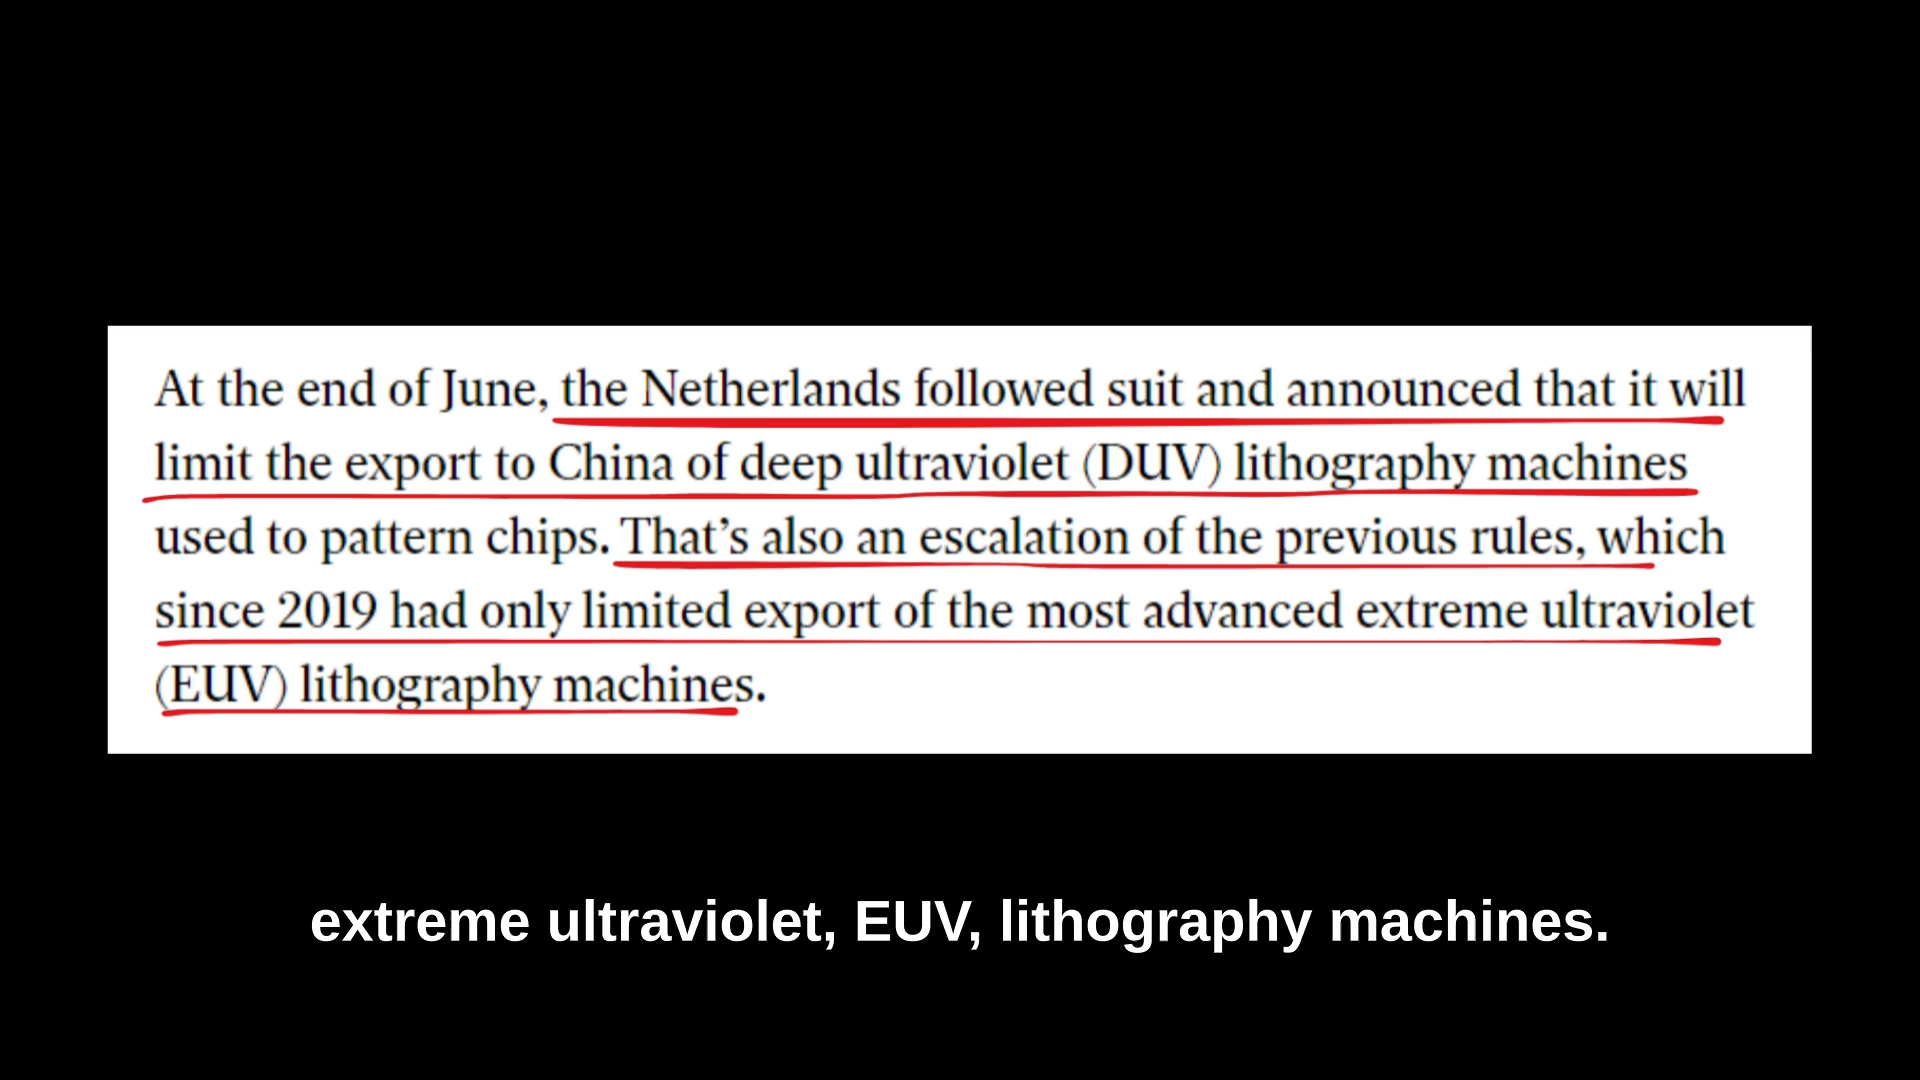 At the end of June, the Netherlands followed suit and announced that it will
limit the export to China of deep ultraviolet (DUV) lithography machines
used to pattern chips. That’s also an escalation of the previous rules, which
since 2019 had only limited export of the most advanced extreme ultraviolet
(EUV) lithography machines.
extreme ultraviolet, EUV, lithography machines.